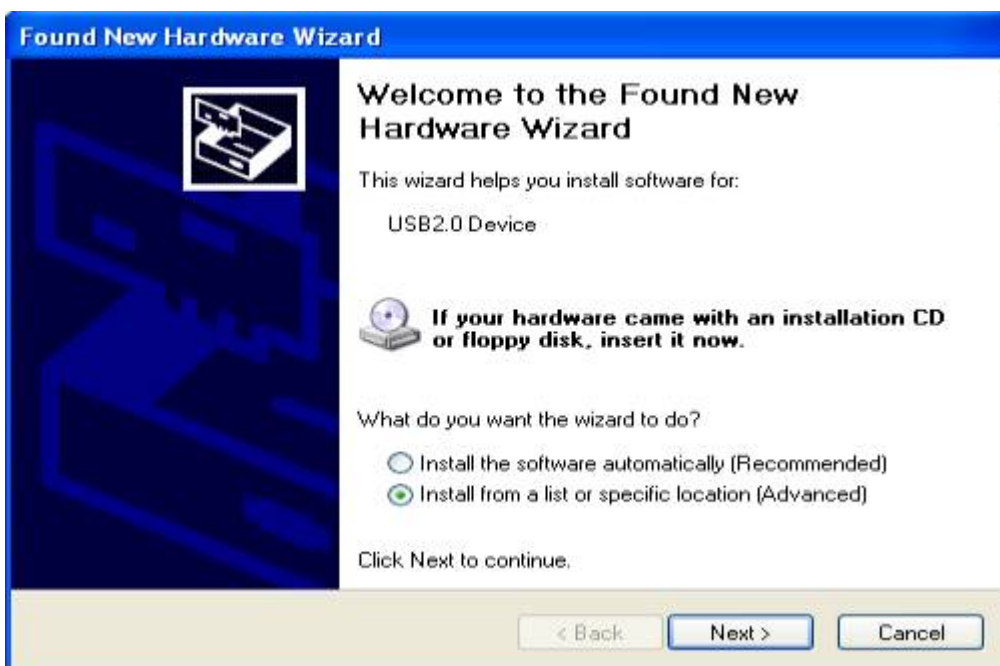 Found New Hardware Wizard
Welcome to the Found New
Hardware Wizard
This wizard helps you install software for:
USB2.0 Device
If your hardware came with an installation CD
or floppy disk, insert it now.
What do you want the wizard to do?
Install the software automatically (Recommended)
Install from a list or specific location (Advanced)
Click Next to continue.
< Back Next > Cancel